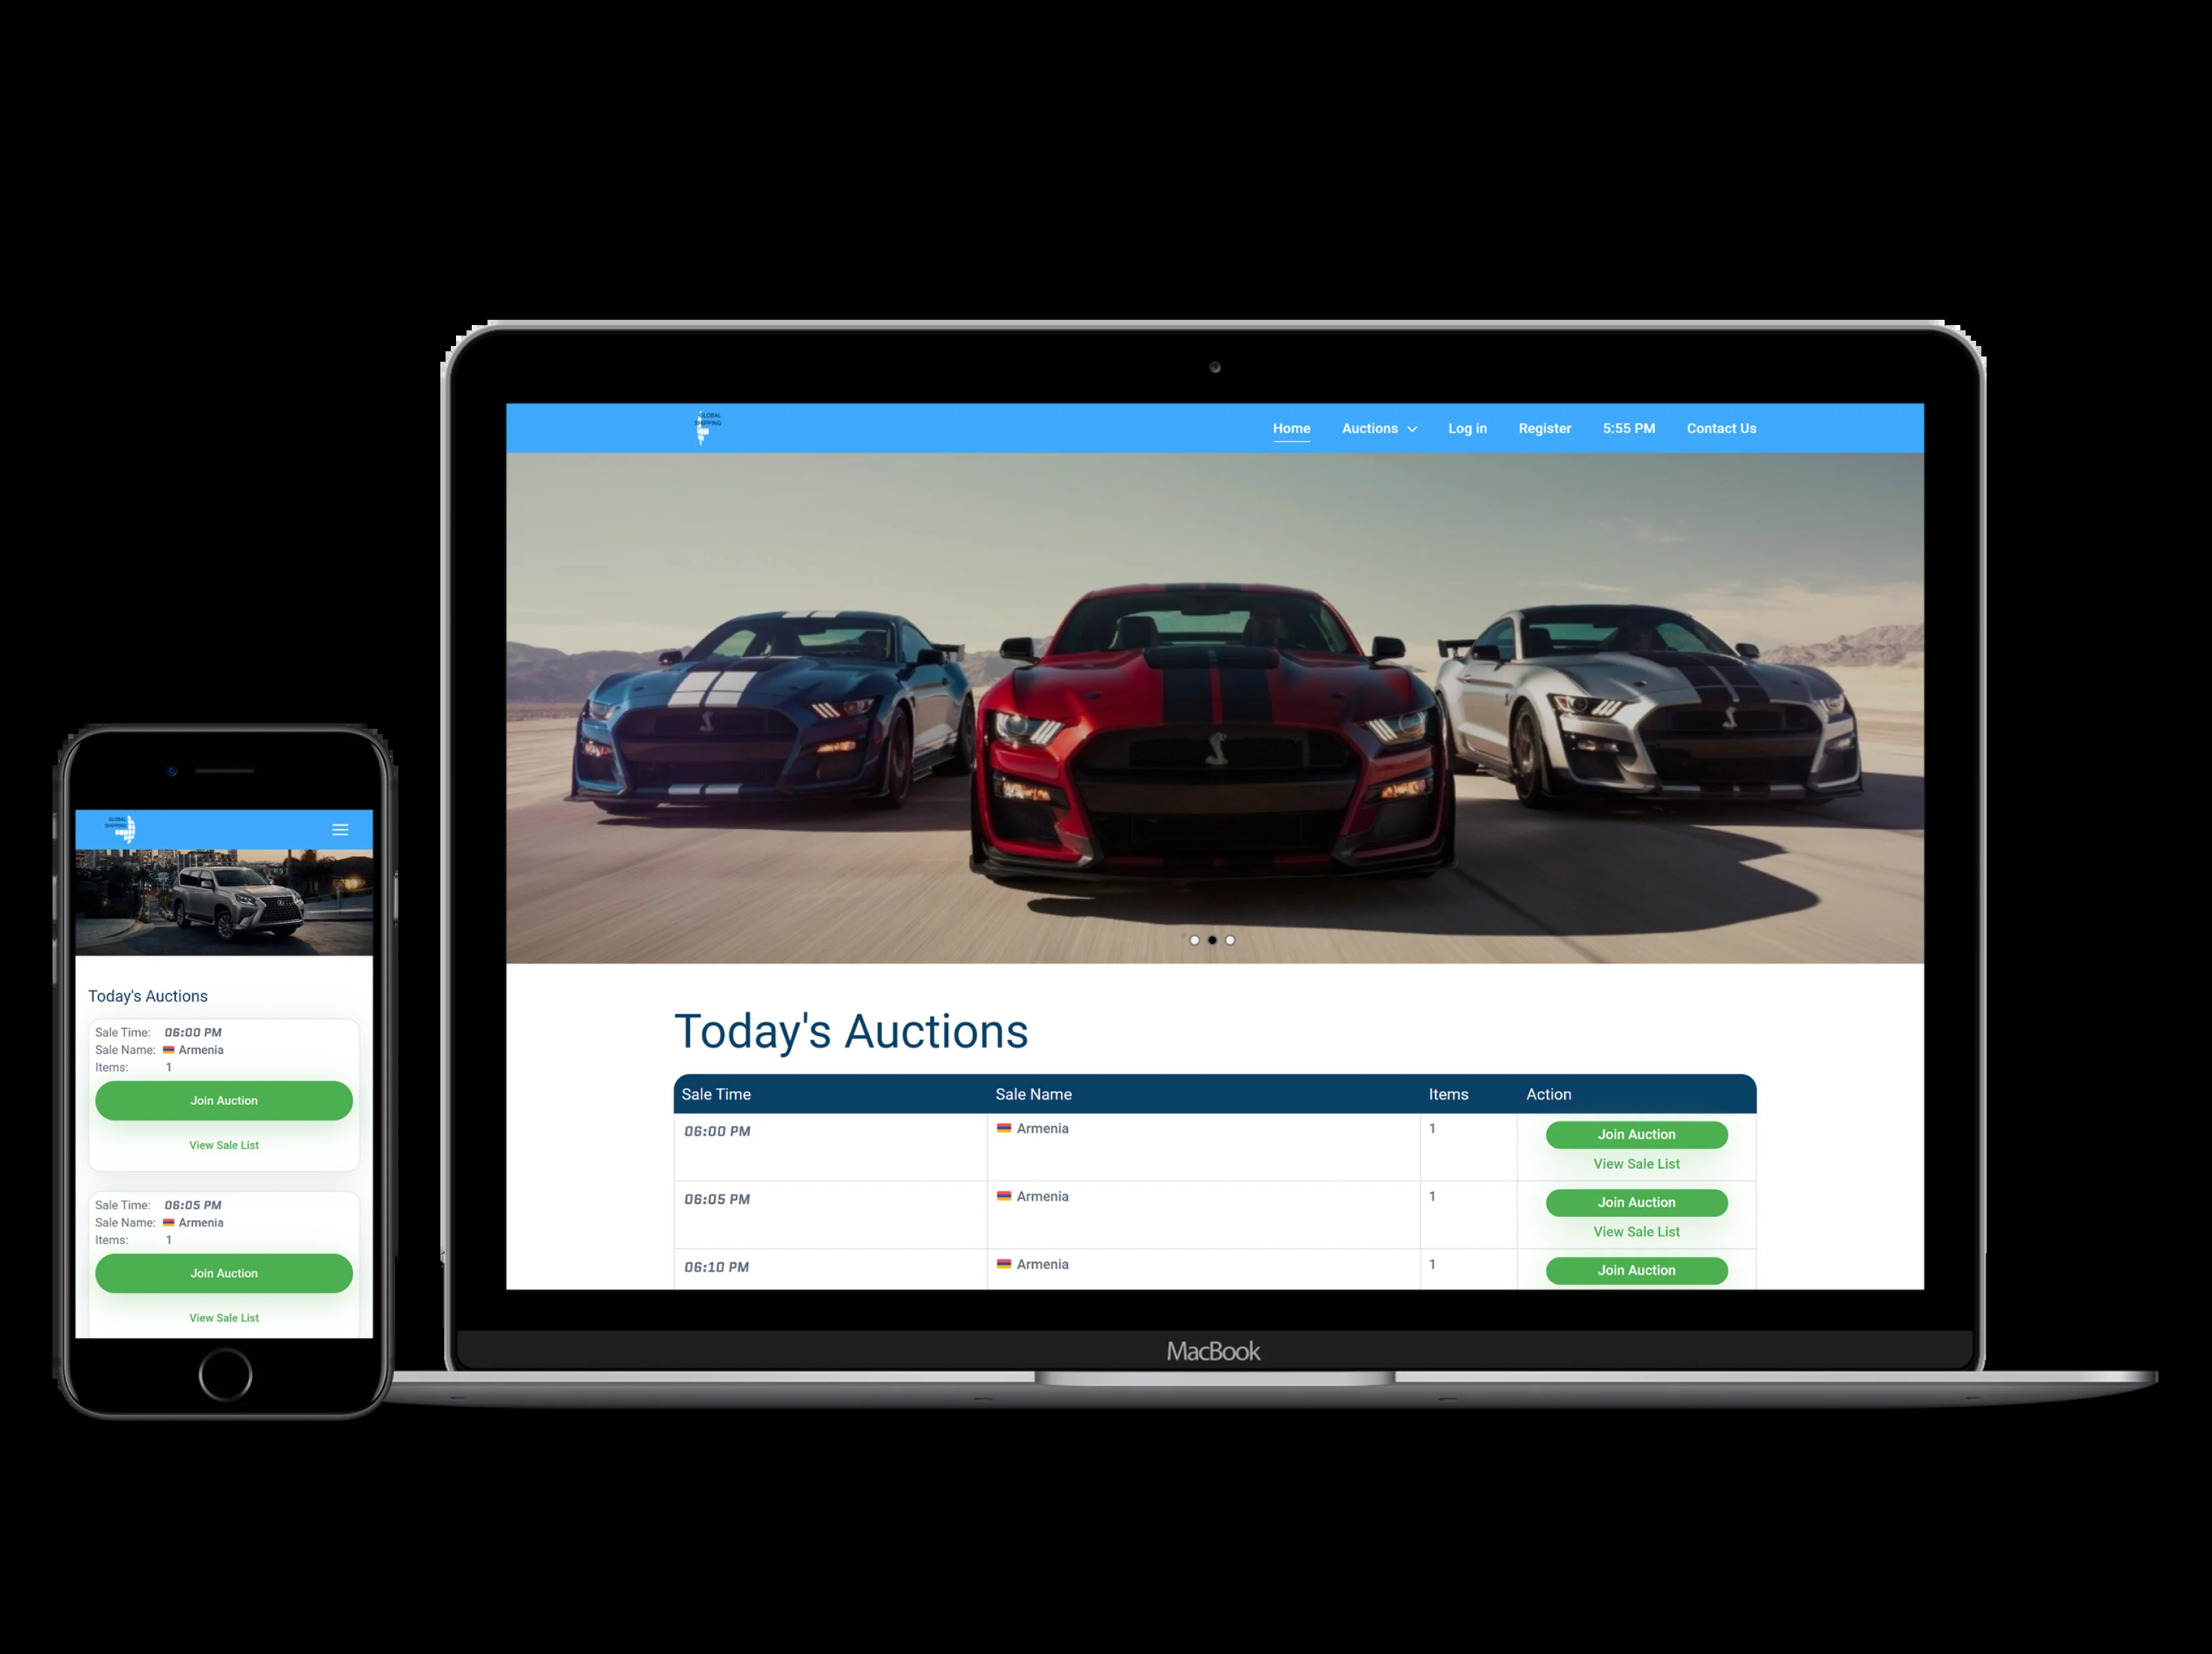 GLOBAL
SHIPPING
Home Auctions Log in Register 5:55 PM Contact Us
Today's Auctions
Sale Time Sale Name Items Action
06:00 PM Armenia 1 Join Auction
View Sale List
06:05 PM Armenia 1 Join Auction
View Sale List
06:10 PM Armenia 1 Join Auction
MacBook
GLOBAL
SHIPPING
Today's Auctions
Sale Time: 06:00 PM
Sale Name: Armenia
Items: 1
Join Auction
View Sale List
Sale Time: 06:05 PM
Sale Name: Armenia
Items: 1
Join Auction
View Sale List